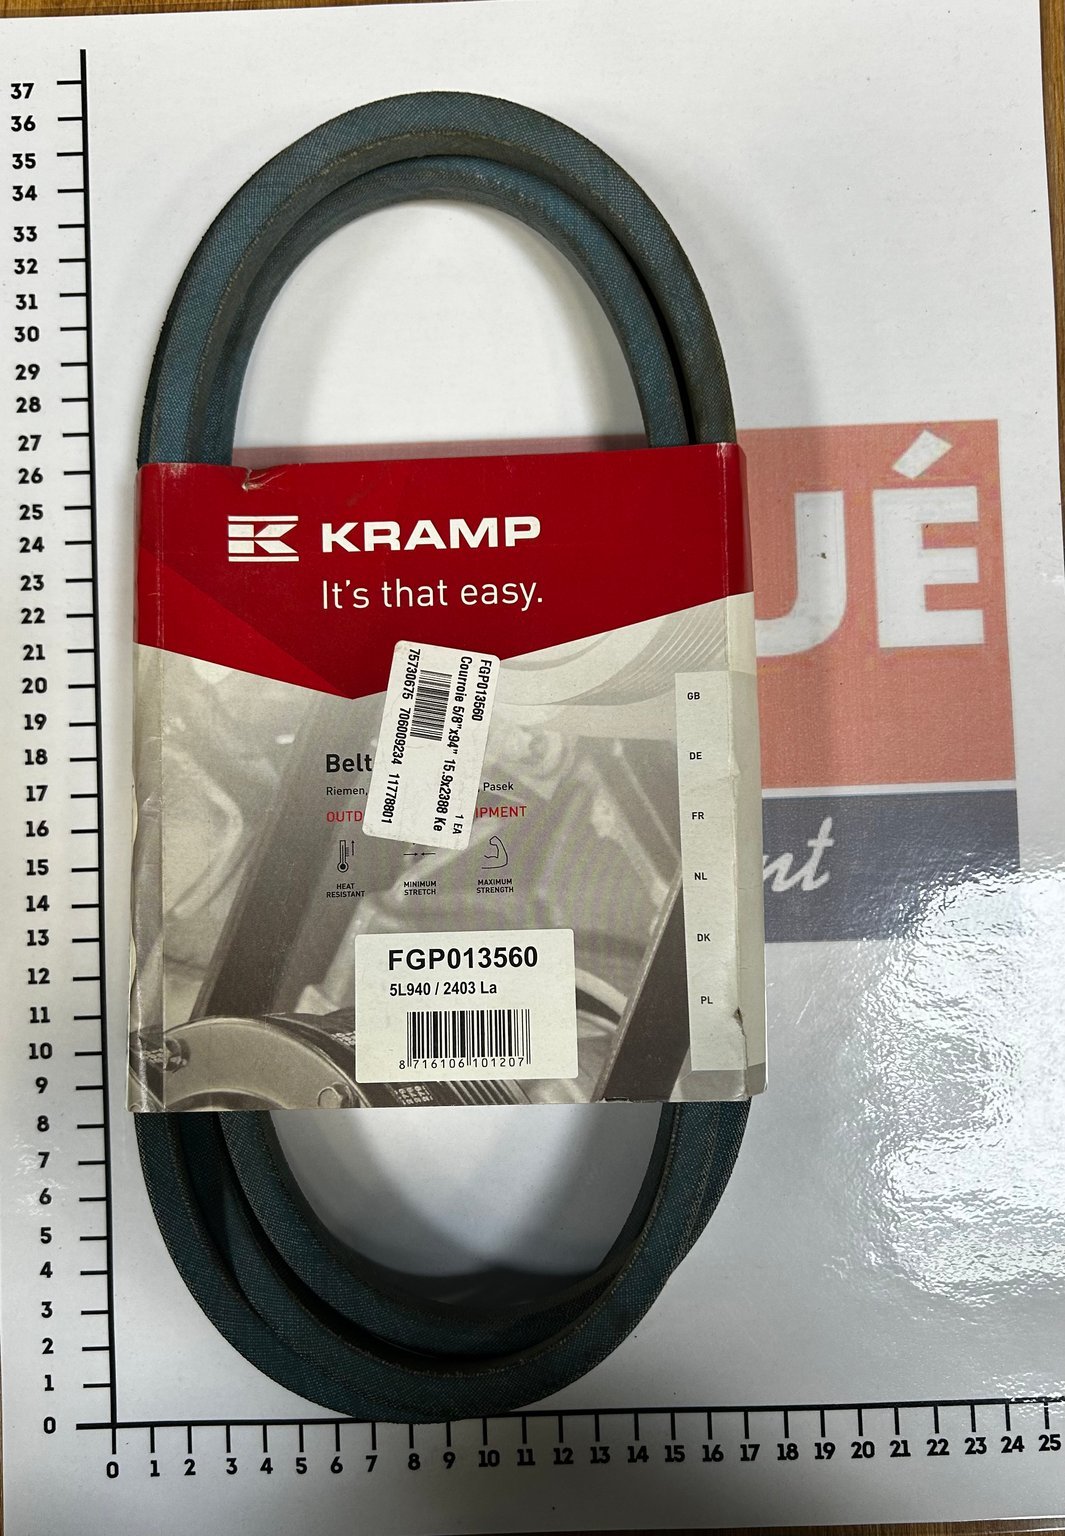 37
36
35
34
33
32
31
30
29
28
27
26
25
24
23
22
21
20
19
18
17
16
15
14
13
12
11
10
9
8
7
6
5
4
3
2
1
0
0 1 2 3 4 5 6 7 8 9 10 11 12 13 14 15 16 17 18 19 20 21 22 23 24 25
KRAMP
It's that easy.
FGP013560
Courroie 5/8"x94" 15.9x2388 Ke
1 EA
75730675 706009234 11778801
Belt
Riemen, , Pasek
OUTD IPMENT
HEAT
RESISTANT
MINIMUM
STRETCH
MAXIMUM
STRENGTH
GB
DE
FR
NL
DK
PL
FGP013560
5L940 / 2403 La
8 716106 101207
UÉ
nt